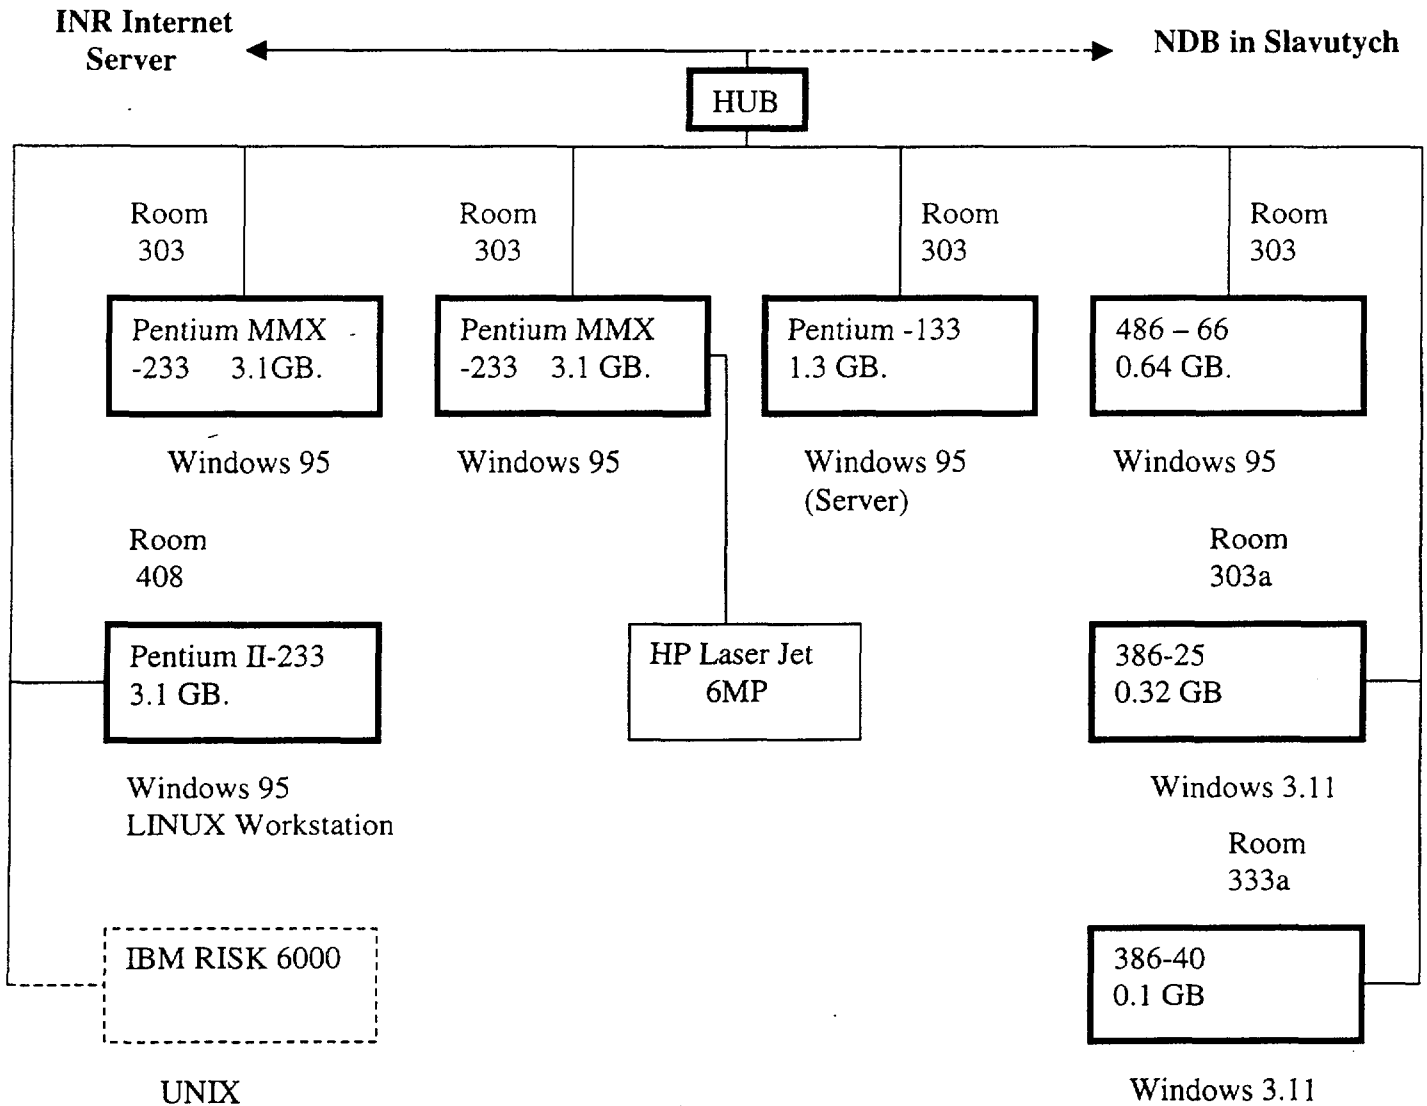 INR Internet
Server
NDB in Slavutych
HUB
Room
303
Room
303
Room
303
Room
303
Pentium MMX
-233 3.1GB.
Pentium MMX
-233 3.1 GB.
Pentium -133
1.3 GB.
486 – 66
0.64 GB.
Windows 95
Windows 95
Windows 95
(Server)
Windows 95
Room
408
Room
303a
Pentium II-233
3.1 GB.
HP Laser Jet
6MP
386-25
0.32 GB
Windows 95
LINUX Workstation
Windows 3.11
Room
333a
IBM RISK 6000
386-40
0.1 GB
UNIX
Windows 3.11